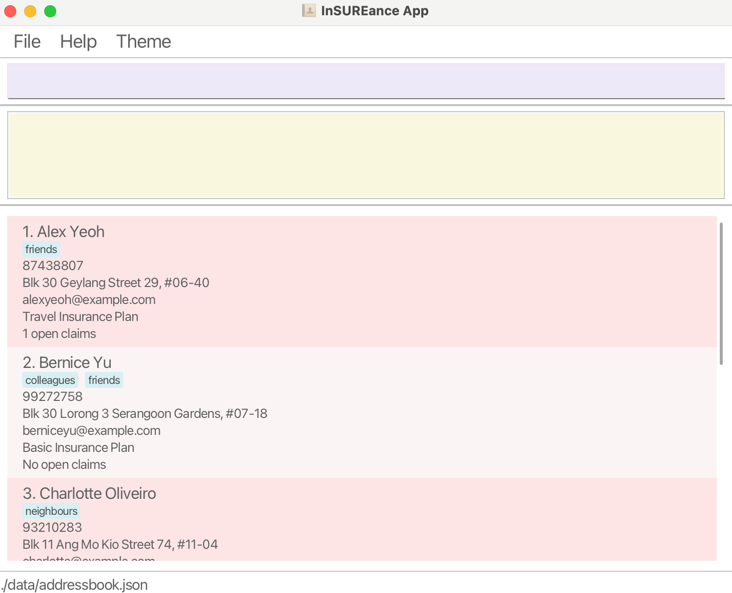 InSUREance App
File Help Theme
1. Alex Yeoh
friends
87438807
Blk 30 Geylang Street 29, #06-40
alexyeoh@example.com
Travel Insurance Plan
1 open claims
2. Bernice Yu
colleagues friends
99272758
Blk 30 Lorong 3 Serangoon Gardens, #07-18
berniceyu@example.com
Basic Insurance Plan
No open claims
3. Charlotte Oliveiro
neighbours
93210283
Blk 11 Ang Mo Kio Street 74, #11-04
charlotte@example.com
./data/addressbook.json